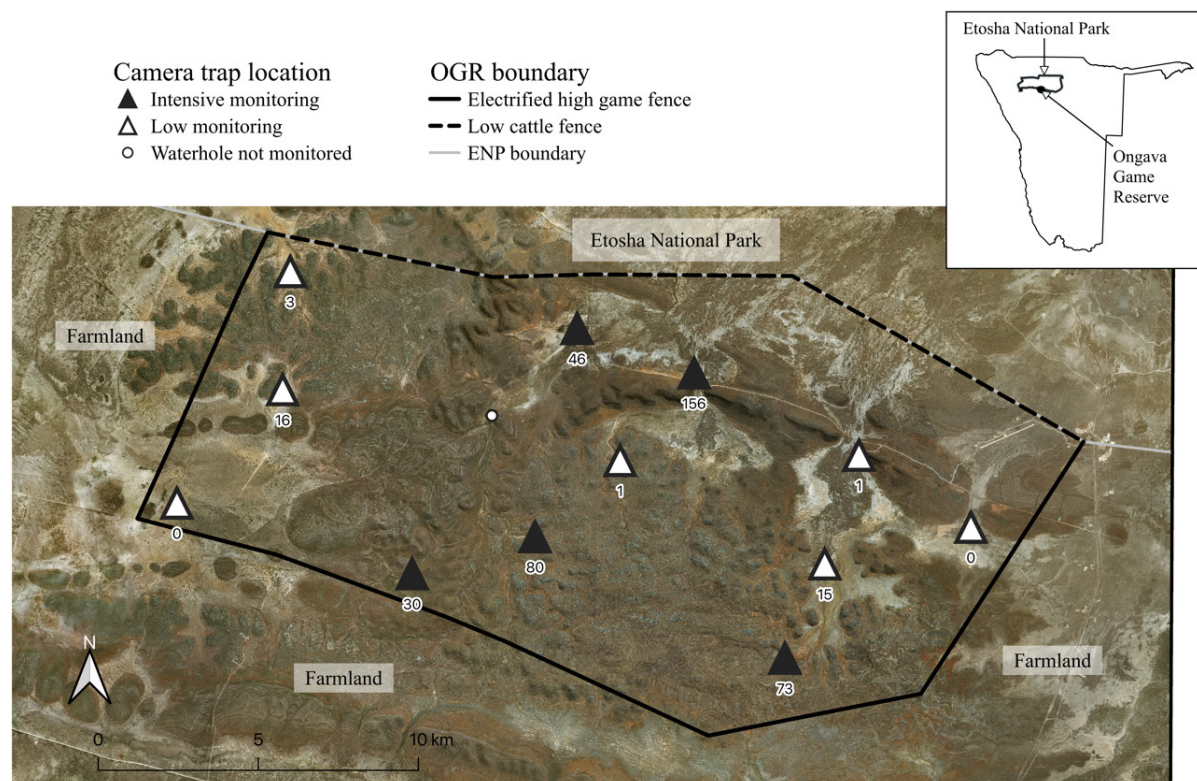 Etosha National Park
Ongava
Game
Reserve
Camera trap location
Intensive monitoring
Low monitoring
Waterhole not monitored
OGR boundary
Electrified high game fence
Low cattle fence
ENP boundary
Etosha National Park
3
Farmland
46
156
16
1
1
0
0
80
30
15
73
N
Farmland
Farmland
0
5
10 km